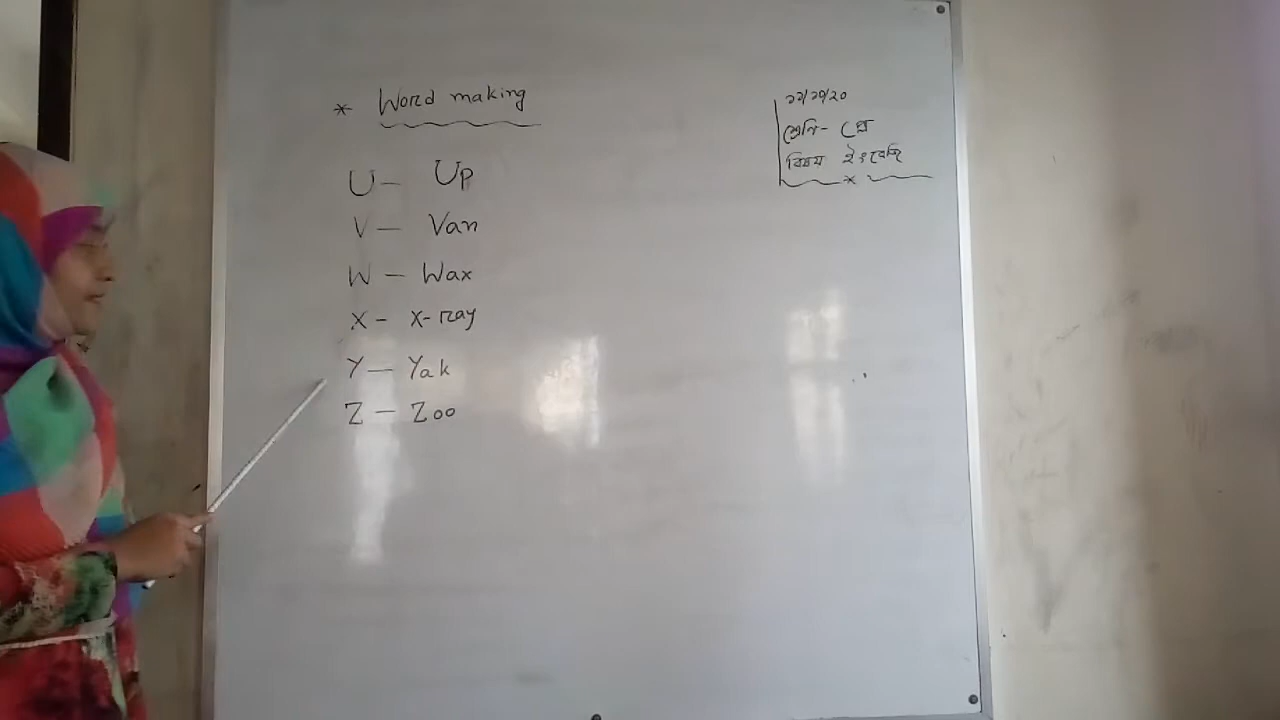 * Word making
U — Up
V — Van
W — Wax
X - X-ray
Y — Yak
Z — Zoo
শ্রেণি- প্লে
বিষয় ইংরেজি
*